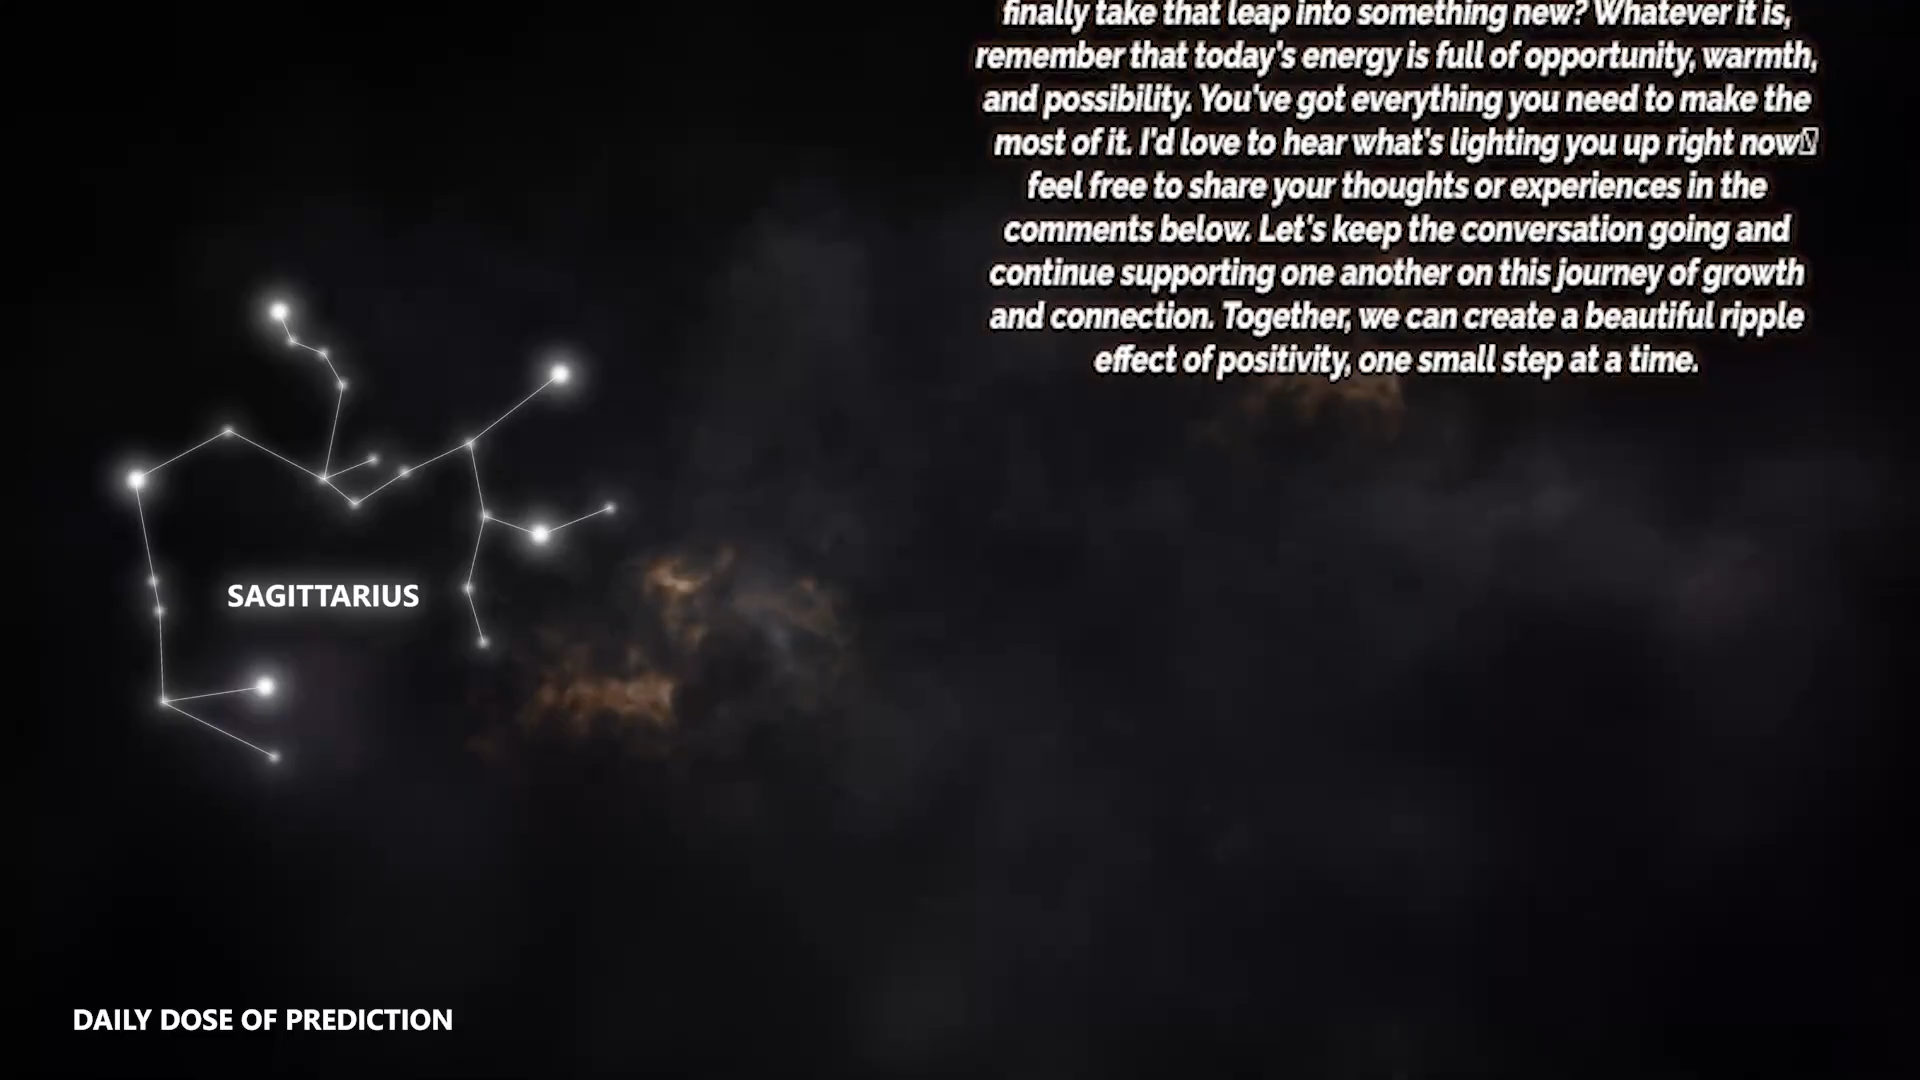 finally take that leap into something new? Whatever it is,
remember that today's energy is full of opportunity, warmth,
and possibility. You've got everything you need to make the
most of it. I'd love to hear what's lighting you up right now
feel free to share your thoughts or experiences in the
comments below. Let's keep the conversation going and
continue supporting one another on this journey of growth
and connection. Together, we can create a beautiful ripple
effect of positivity, one small step at a time.
SAGITTARIUS
DAILY DOSE OF PREDICTION